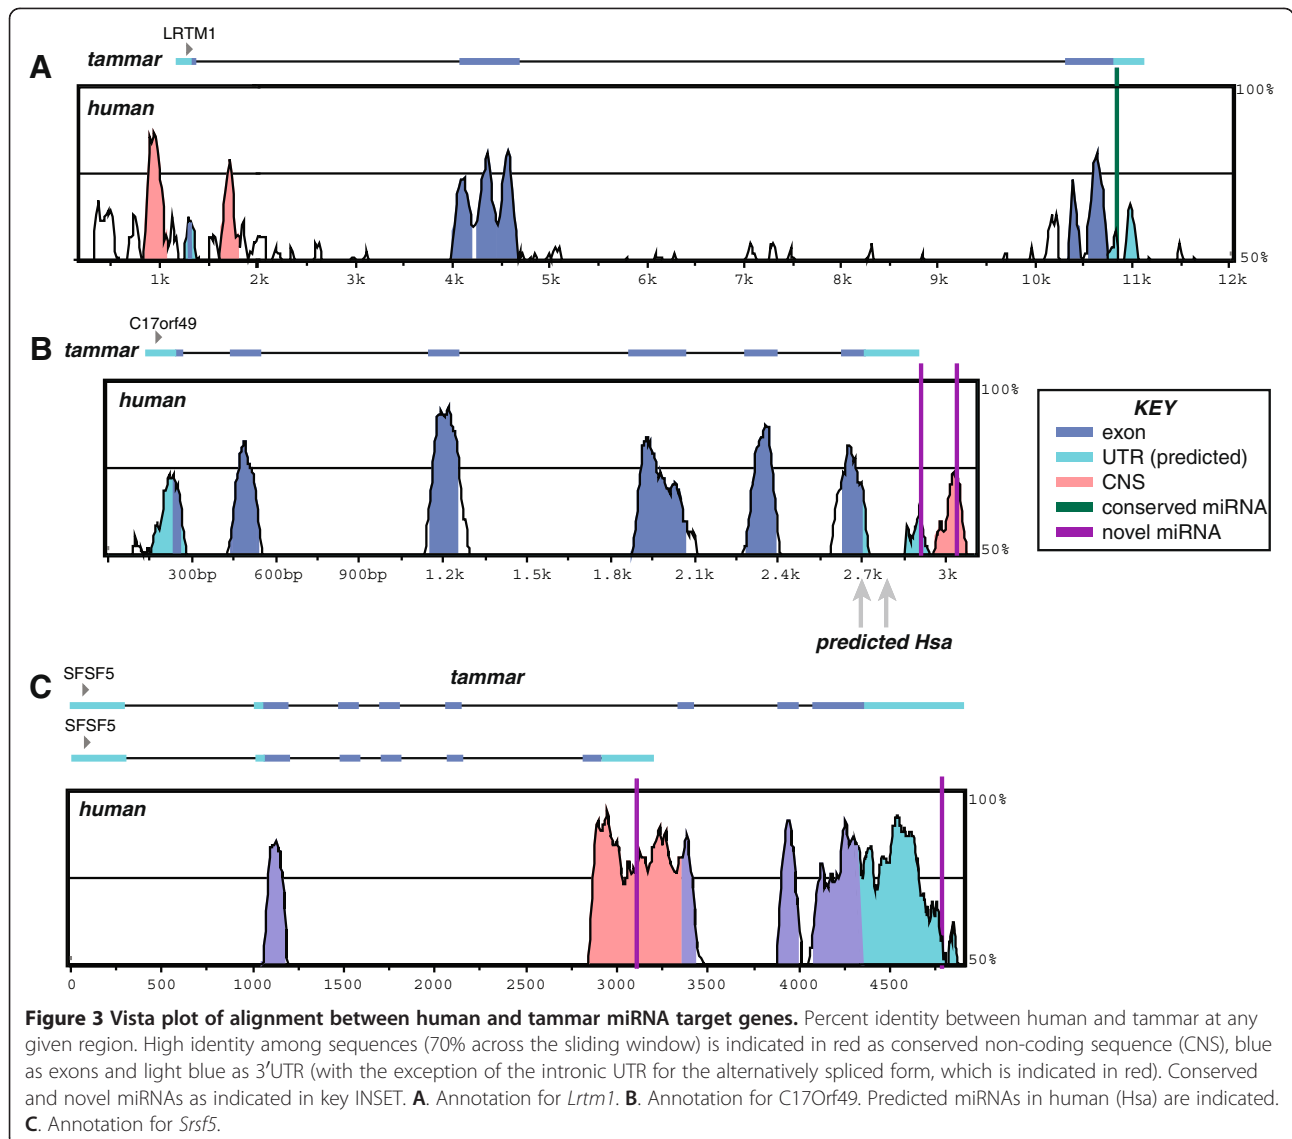 LRTM1
A
tammar
human
100%
50%
1k 2k 3k 4k 5k 6k 7k 8k 9k 10k 11k 12k
C17orf49
B
tammar
human
100%
50%
300bp 600bp 900bp 1.2k 1.5k 1.8k 2.1k 2.4k 2.7k 3k
predicted Hsa
KEY
exon
UTR (predicted)
CNS
conserved miRNA
novel miRNA
C
SFSF5
tammar
SFSF5
human
100%
50%
0 500 1000 1500 2000 2500 3000 3500 4000 4500
Figure 3 Vista plot of alignment between human and tammar miRNA target genes. Percent identity between human and tammar at any
given region. High identity among sequences (70% across the sliding window) is indicated in red as conserved non-coding sequence (CNS), blue
as exons and light blue as 3′UTR (with the exception of the intronic UTR for the alternatively spliced form, which is indicated in red). Conserved
and novel miRNAs as indicated in key INSET. A. Annotation for Lrtm1. B. Annotation for C17Orf49. Predicted miRNAs in human (Hsa) are indicated.
C. Annotation for Srsf5.